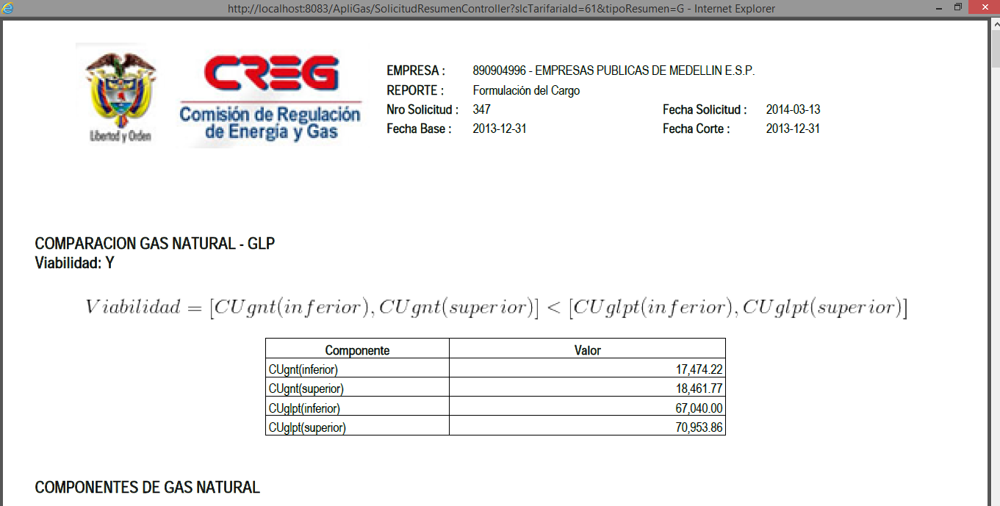 http://localhost:8083/ApliGas/SolicitudResumenController?slcTarifariaId=61&tipoResumen=G - Internet Explorer
Libertad y Orden
CREG
Comisión de Regulación
de Energía y Gas
EMPRESA : 890904996 - EMPRESAS PUBLICAS DE MEDELLIN E.S.P.
REPORTE : Formulación del Cargo
Nro Solicitud : 347 Fecha Solicitud : 2014-03-13
Fecha Base : 2013-12-31 Fecha Corte : 2013-12-31
COMPARACION GAS NATURAL - GLP
Viabilidad: Y
Viabilidad = [CUgnt(inferior), CUgnt(superior)] < [CUglpt(inferior), CUglpt(superior)]
Componente Valor
CUgnt(inferior) 17,474.22
CUgnt(superior) 18,461.77
CUglpt(inferior) 67,040.00
CUglpt(superior) 70,953.86
COMPONENTES DE GAS NATURAL